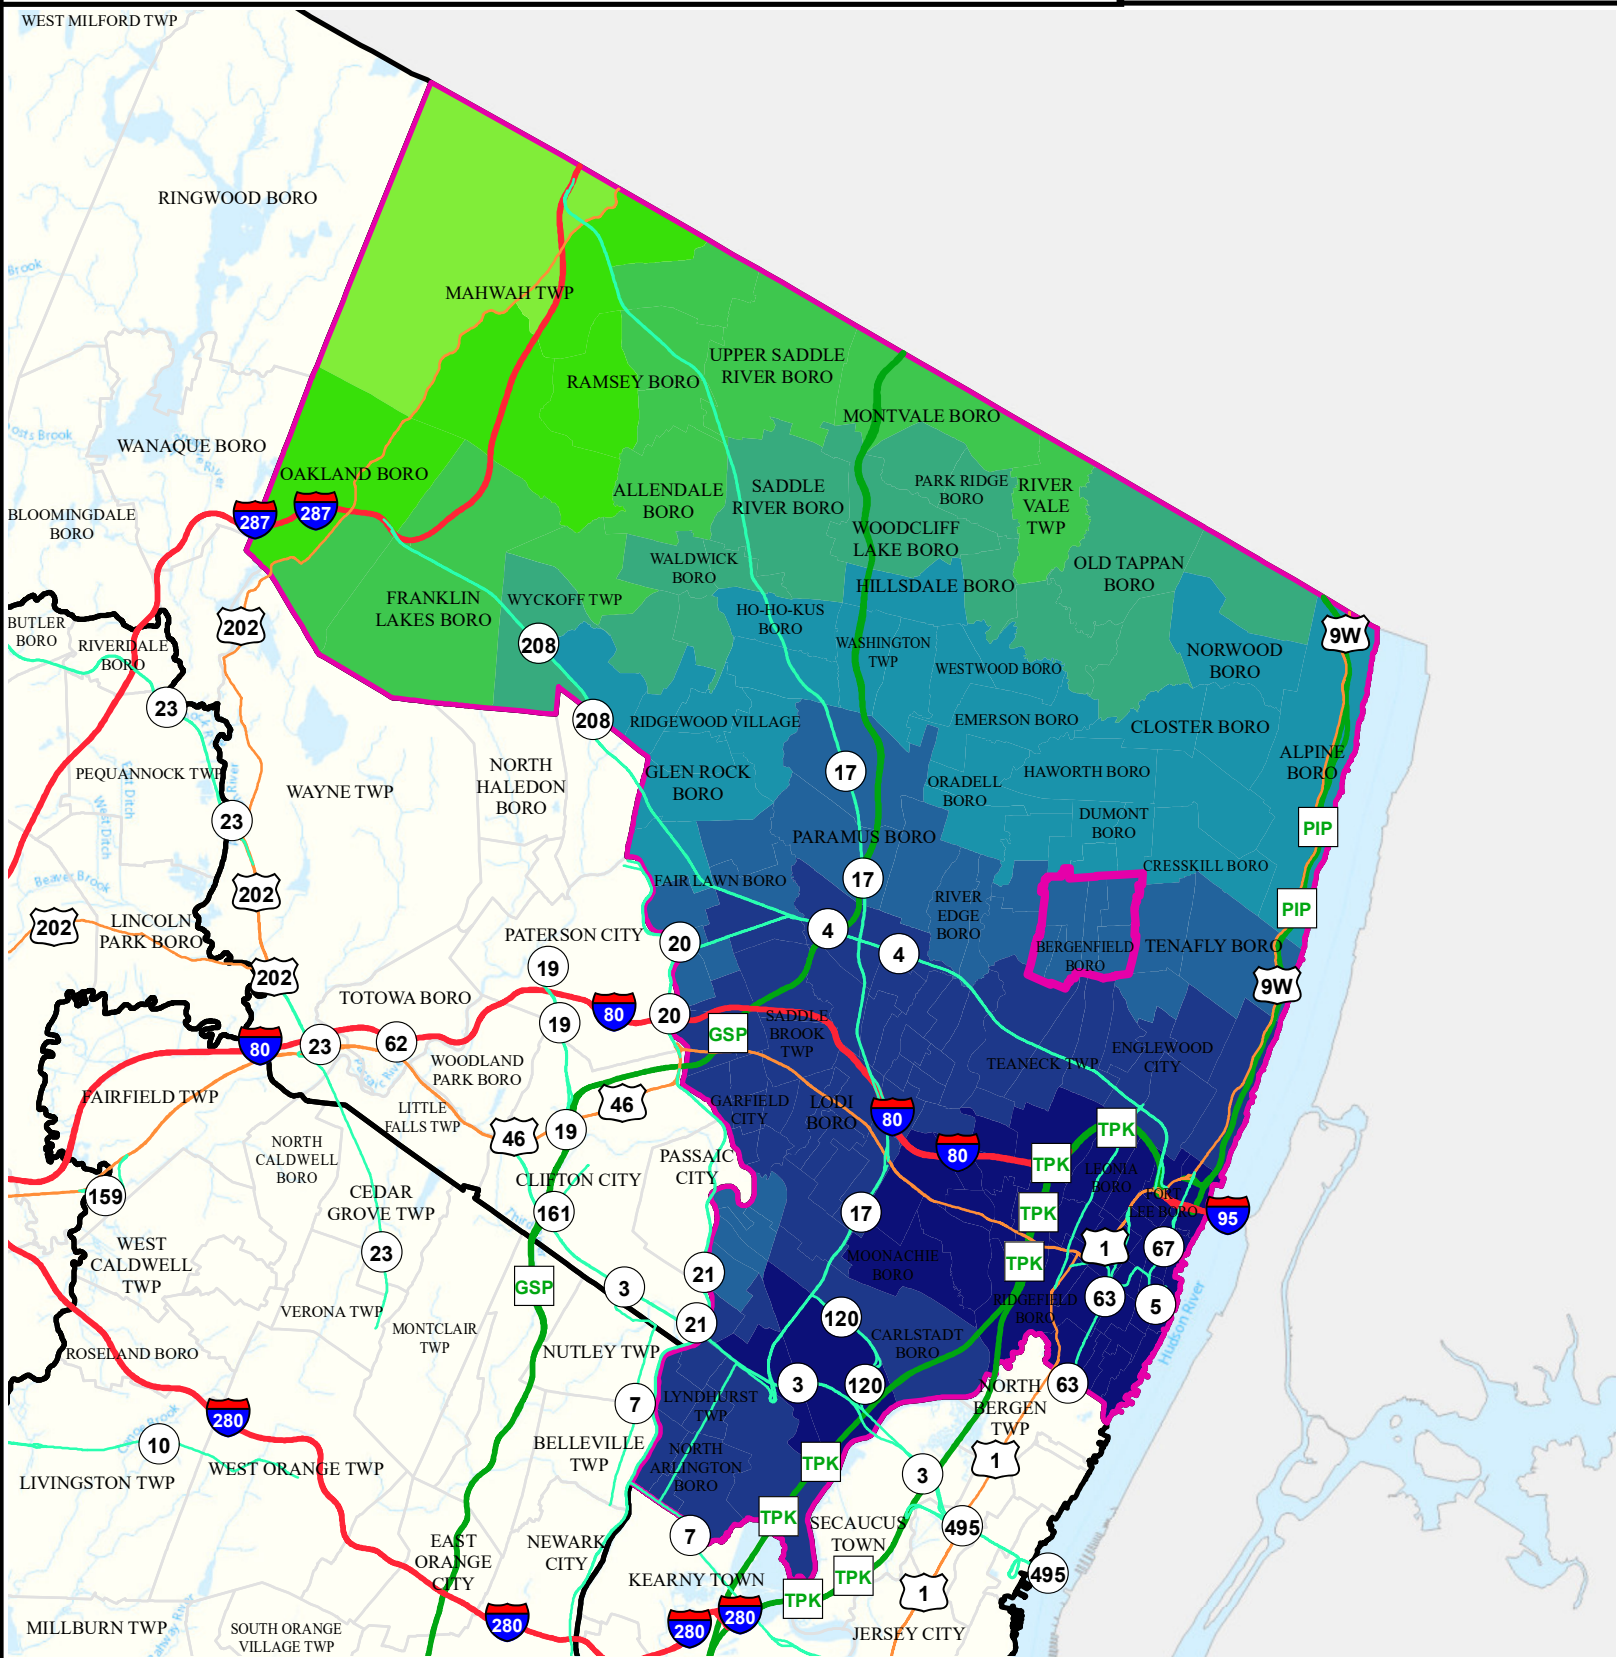 WEST MILFORD TWP
RINGWOOD BORO
Brook
MAHWAH TWP
UPPER SADDLE
RIVER BORO
RAMSEY BORO
MONTVALE BORO
WANAQUE BORO
OAKLAND BORO
BLOOMINGDALE
BORO
287
287
ALLENDALE
BORO
SADDLE
RIVER BORO
PARK RIDGE
BORO
RIVER
VALE
TWP
WOODCLIFF
LAKE BORO
WALDWICK
BORO
OLD TAPPAN
BORO
HILLSDALE BORO
FRANKLIN
LAKES BORO
WYCKOFF TWP
HO-HO-KUS
BORO
BUTLER
BORO
RIVERDALE
BORO
202
208
WASHINGTON
TWP
WESTWOOD BORO
NORWOOD
BORO
9W
23
208
RIDGEWOOD VILLAGE
EMERSON BORO
CLOSTER BORO
ALPINE
BORO
PEQUANNOCK TWP
WAYNE TWP
NORTH
HALEDON
BORO
GLEN ROCK
BORO
17
ORADELL
BORO
HAWORTH BORO
West Ditch
23
PARAMUS BORO
DUMONT
BORO
PIP
Beaver Brook
202
FAIR LAWN BORO
17
CRESSKILL BORO
202
LINCOLN
PARK BORO
PATERSON CITY
20
4
4
RIVER
EDGE
BORO
BERGENFIELD
BORO
TENAFLY BORO
PIP
202
19
9W
TOTOWA BORO
80
19
80
20
GSP
SADDLE
BROOK
TWP
23
62
WOODLAND
PARK BORO
TEANECK TWP
ENGLEWOOD
CITY
FAIRFIELD TWP
LITTLE
FALLS TWP
46
46
19
GARFIELD
CITY
LODI
BORO
80
80
TPK
TPK
NORTH
CALDWELL
BORO
CLIFTON CITY
PASSAIC
CITY
LEONIA
BORO
159
CEDAR
GROVE TWP
161
17
TPK
FORT
LEE BORO
95
WEST
CALDWELL
TWP
23
GSP
3
21
MOONACHIE
BORO
TPK
1
67
VERONA TWP
MONTCLAIR
TWP
21
120
RIDGEFIELD
BORO
63
5
Hudson River
ROSELAND BORO
NUTLEY TWP
CARLSTADT
BORO
280
7
LYNDHURST
TWP
3
120
NORTH
BERGEN
TWP
63
10
LIVINGSTON TWP
WEST ORANGE TWP
BELLEVILLE
TWP
NORTH
ARLINGTON
BORO
TPK
3
1
EAST
ORANGE
CITY
NEWARK
CITY
7
TPK
SECAUCUS
TOWN
495
495
KEARNY TOWN
TPK
TPK
1
MILLBURN TWP
SOUTH ORANGE
VILLAGE TWP
280
280
280
JERSEY CITY